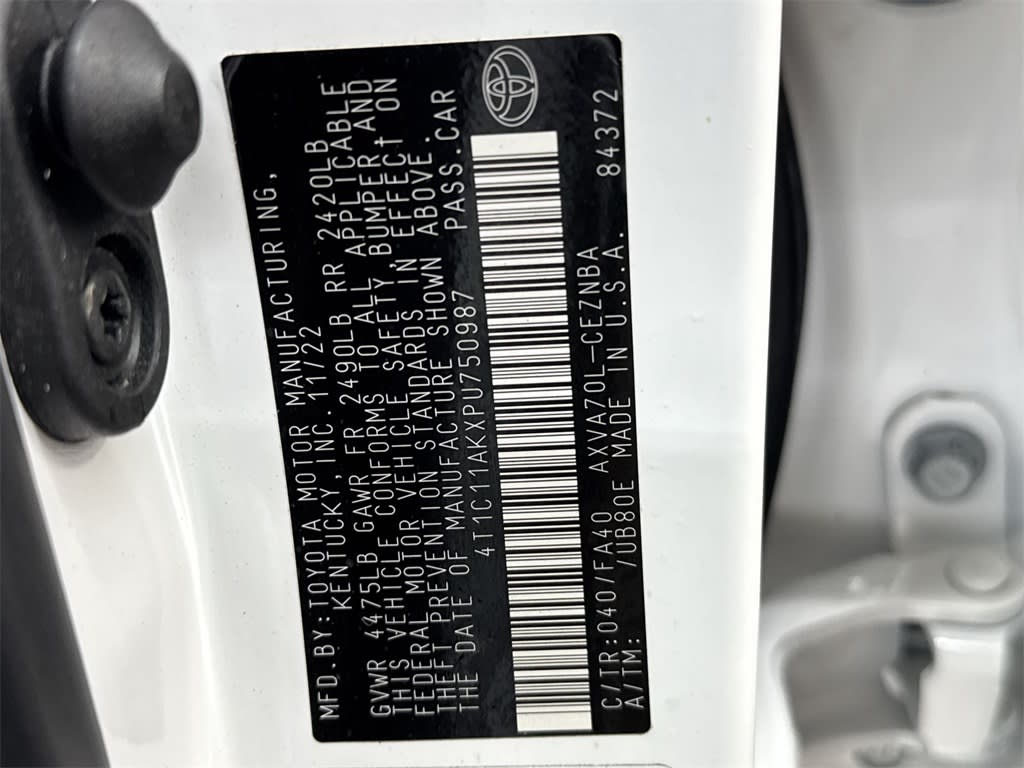 MFD.BY:TOYOTA MOTOR MANUFACTURING,
KENTUCKY, INC. 11/22
GVWR 4475LB GAWR FR 2490LB RR 2420LB
THIS VEHICLE CONFORMS TO ALL APPLICABLE
FEDERAL MOTOR VEHICLE SAFETY, BUMPER, AND
THEFT PREVENTION STANDARDS IN EFFECT ON
THE DATE OF MANUFACTURE SHOWN ABOVE.
4T1C11AKXPU750987 PASS.CAR
C/TR:040/FA40 AXVA70L-CEZNBA
A/TM: /UB80E MADE IN U.S.A. 84372